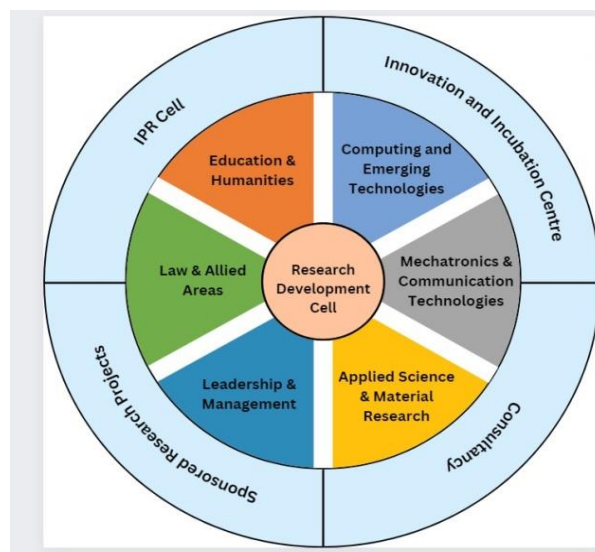 IPR Cell
Innovation and Incubation Centre
Education &
Humanities
Computing and
Emerging
Technologies
Law & Allied
Areas
Research
Development
Cell
Mechatronics &
Communication
Technologies
Leadership &
Management
Applied Science
& Material
Research
Sponsored Research Projects
Consultancy